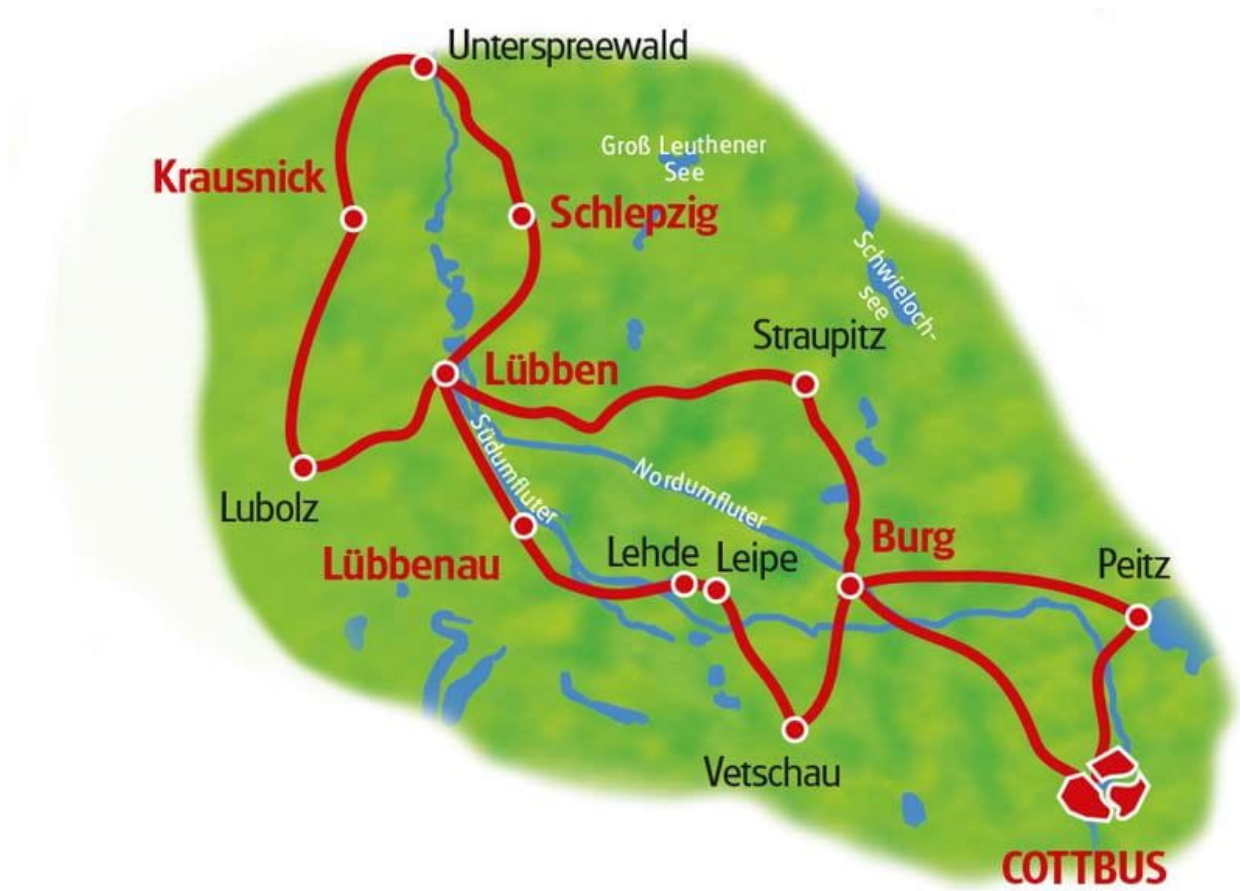 Unterspreewald
Groß Leuthener
See
Krausnick
Schlepzig
Schwieloch-
see
Straupitz
Lübben
Südumfluter
Nordumfluter
Lubolz
Burg
Lehde
Leipe
Peitz
Lübbenau
Vetschau
COTTBUS